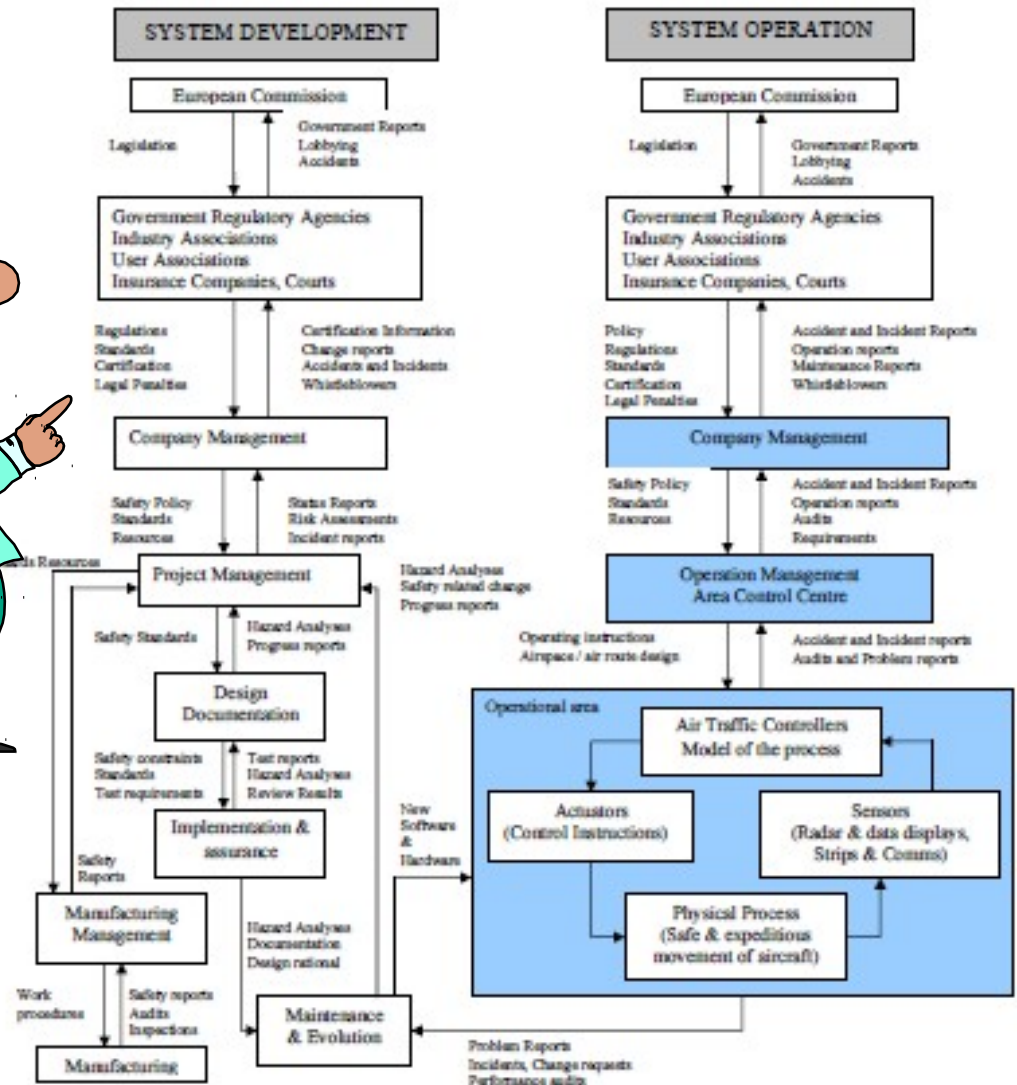 SYSTEM DEVELOPMENT
European Commission
Legislation
Government Reports
Lobbying
Accidents
Government Regulatory Agencies
Industry Associations
User Associations
Insurance Companies, Courts
Regulations
Standards
Certification
Legal Penalties
Certification Information
Change reports
Accidents and Incidents
Whistleblowers
Company Management
Safety Policy
Standards
Resources
Status Reports
Risk Assessments
Incident reports
Resources
Project Management
Hazard Analyses
Safety related change
Progress reports
Safety Standards
Hazard Analyses
Progress reports
Design
Documentation
Safety constraints
Standards
Test requirements
Test reports
Hazard Analyses
Review Results
Implementation &
assurance
Safety
Reports
Manufacturing
Management
Hazard Analyses
Documentation
Design rational
Work
procedures
Safety reports
Audits
Inspections
Manufacturing
Maintenance
& Evolution
SYSTEM OPERATION
European Commission
Legislation
Government Reports
Lobbying
Accidents
Government Regulatory Agencies
Industry Associations
User Associations
Insurance Companies, Courts
Policy
Regulations
Standards
Certification
Legal Penalties
Accident and Incident Reports
Operation reports
Maintenance Reports
Whistleblowers
Company Management
Safety Policy
Standards
Resources
Accident and Incident Reports
Operation reports
Audits
Requirements
Operation Management
Area Control Centre
Operating instructions
Airspace / air route design
Accident and Incident reports
Audits and Problem reports
Operational area
Air Traffic Controllers
Model of the process
Actuators
(Control Instructions)
Sensors
(Radar & data displays,
Strips & Comms)
Physical Process
(Safe & expeditious
movement of aircraft)
New
Software
&
Hardware
Problem Reports
Incidents, Change requests
Performance audits